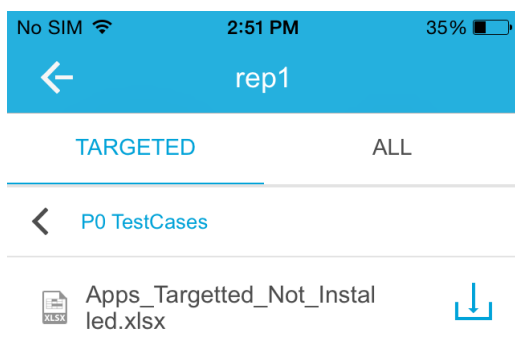 No SIM 2:51 PM 35%
rep1
TARGETED ALL
P0 TestCases
Apps_Targetted_Not_Instal
led.xlsx
XLSX